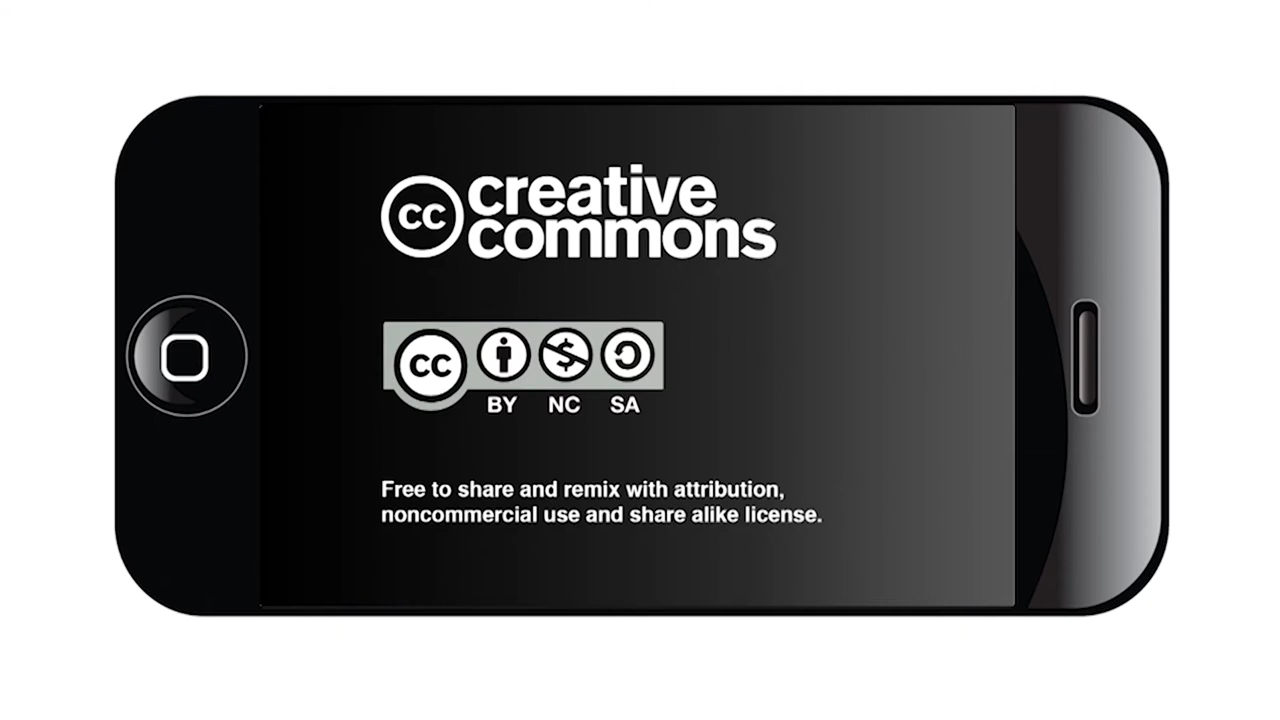 cc creative
commons
cc
BY NC SA
Free to share and remix with attribution,
noncommercial use and share alike license.